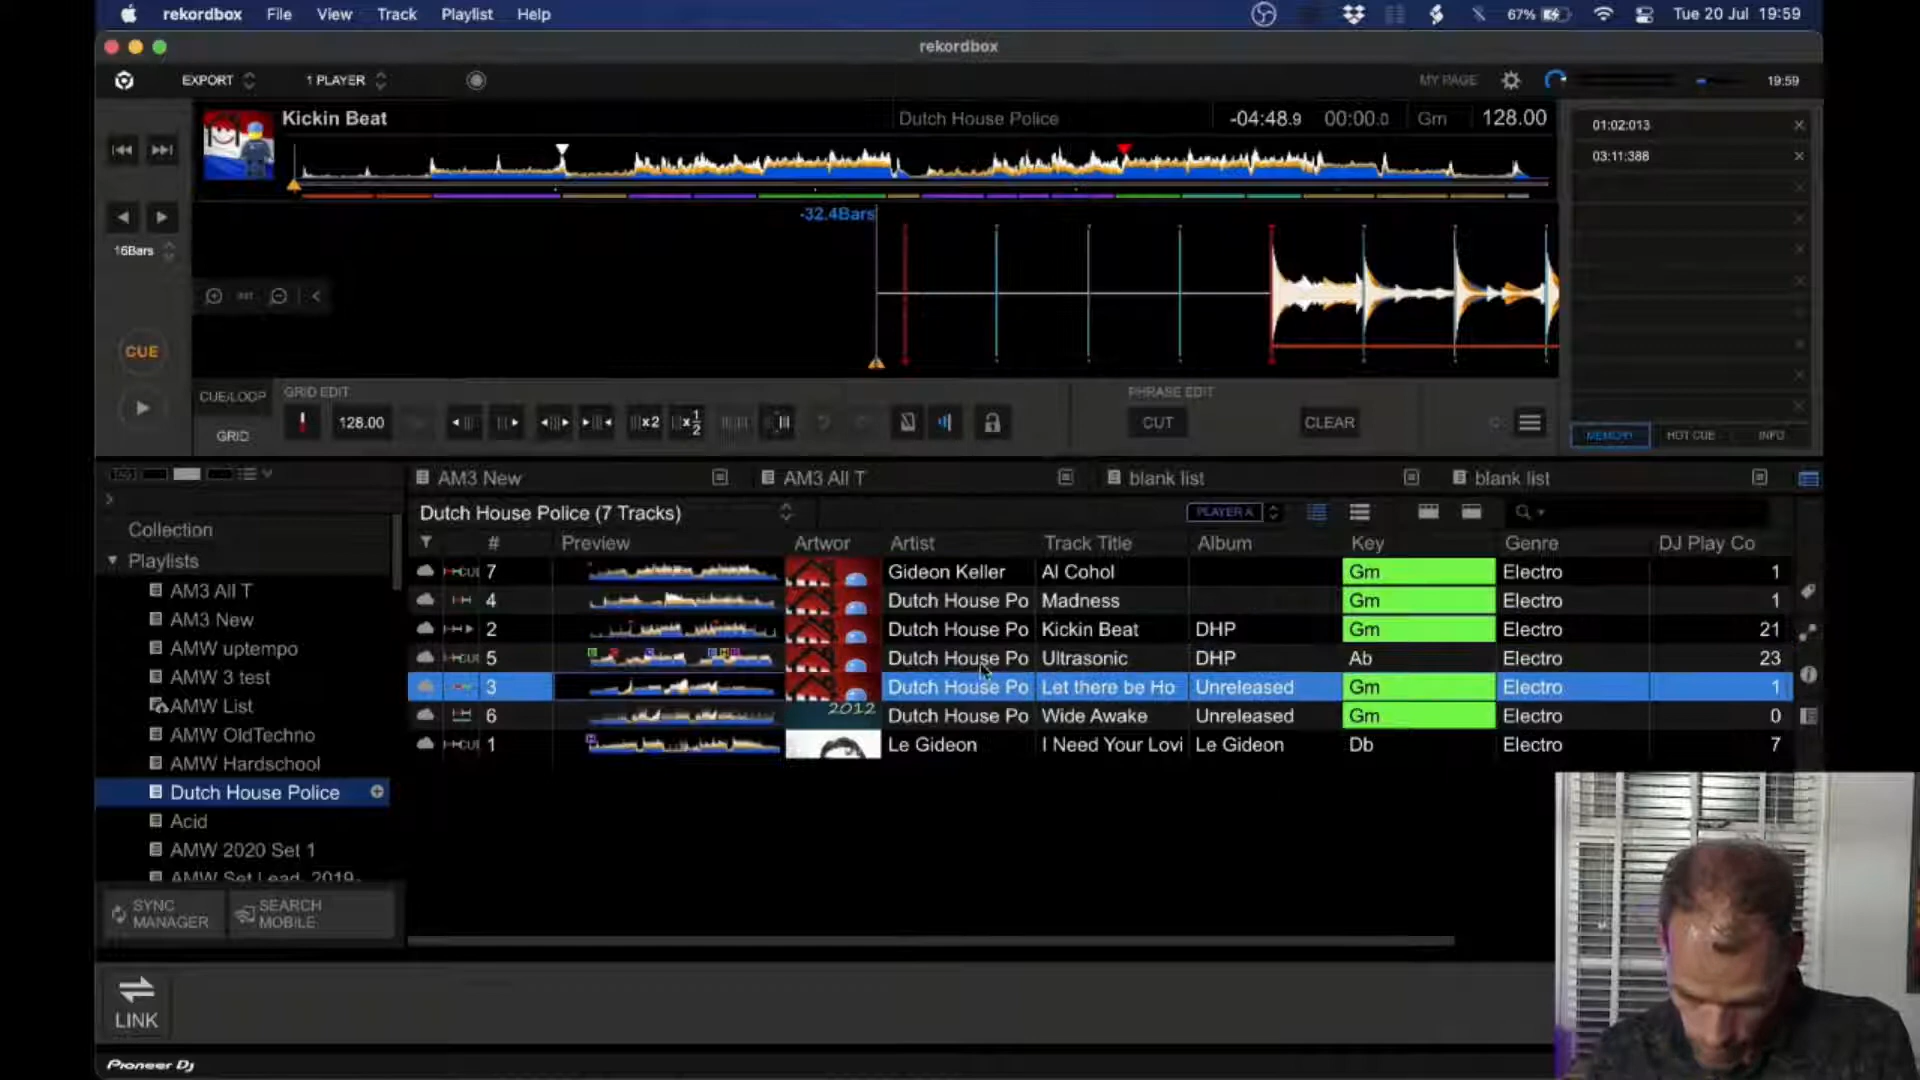 rekordbox File View Track Playlist Help 67% Tue 20 Jul 19:59
rekordbox
EXPORT 1 PLAYER MY PAGE 19:59
Kickin Beat Dutch House Police -04:48.9 00:00.0 Gm 128.00
01:02:013
03:11:388
-32.4Bars
16Bars
CUE
CUE/LOOP GRID EDIT PHRASE EDIT
128.00 x2 x1/2 CUT CLEAR
GRID MEMORY HOT CUE INFO
AM3 New AM3 All T blank list blank list
Dutch House Police (7 Tracks) PLAYER A
# Preview Artwor Artist Track Title Album Key Genre DJ Play Co
7 Gideon Keller Al Cohol Gm Electro 1
4 Dutch House Po Madness Gm Electro 1
2 Dutch House Po Kickin Beat DHP Gm Electro 21
5 Dutch House Po Ultrasonic DHP Ab Electro 23
3 Dutch House Po Let there be Ho Unreleased Gm Electro 1
6 2012 Dutch House Po Wide Awake Unreleased Gm Electro 0
1 Le Gideon I Need Your Lovi Le Gideon Db Electro 7
Collection
Playlists
AM3 All T
AM3 New
AMW uptempo
AMW 3 test
AMW List
AMW OldTechno
AMW Hardschool
Dutch House Police
Acid
AMW 2020 Set 1
AMW Set Lead 2019-
SYNC MANAGER
SEARCH MOBILE
LINK
Pioneer Dj